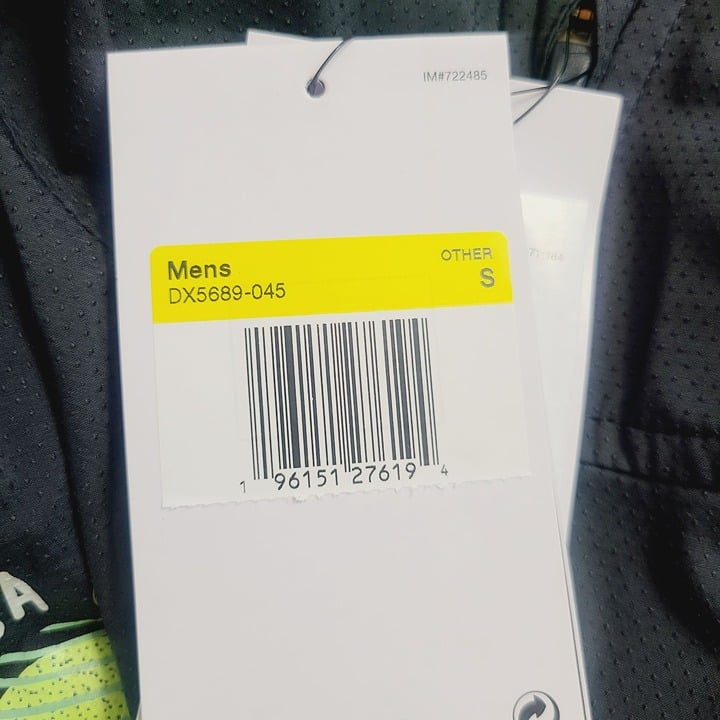 IM#722485
Mens
OTHER
DX5689-045
S
1 96151 27619 4
A